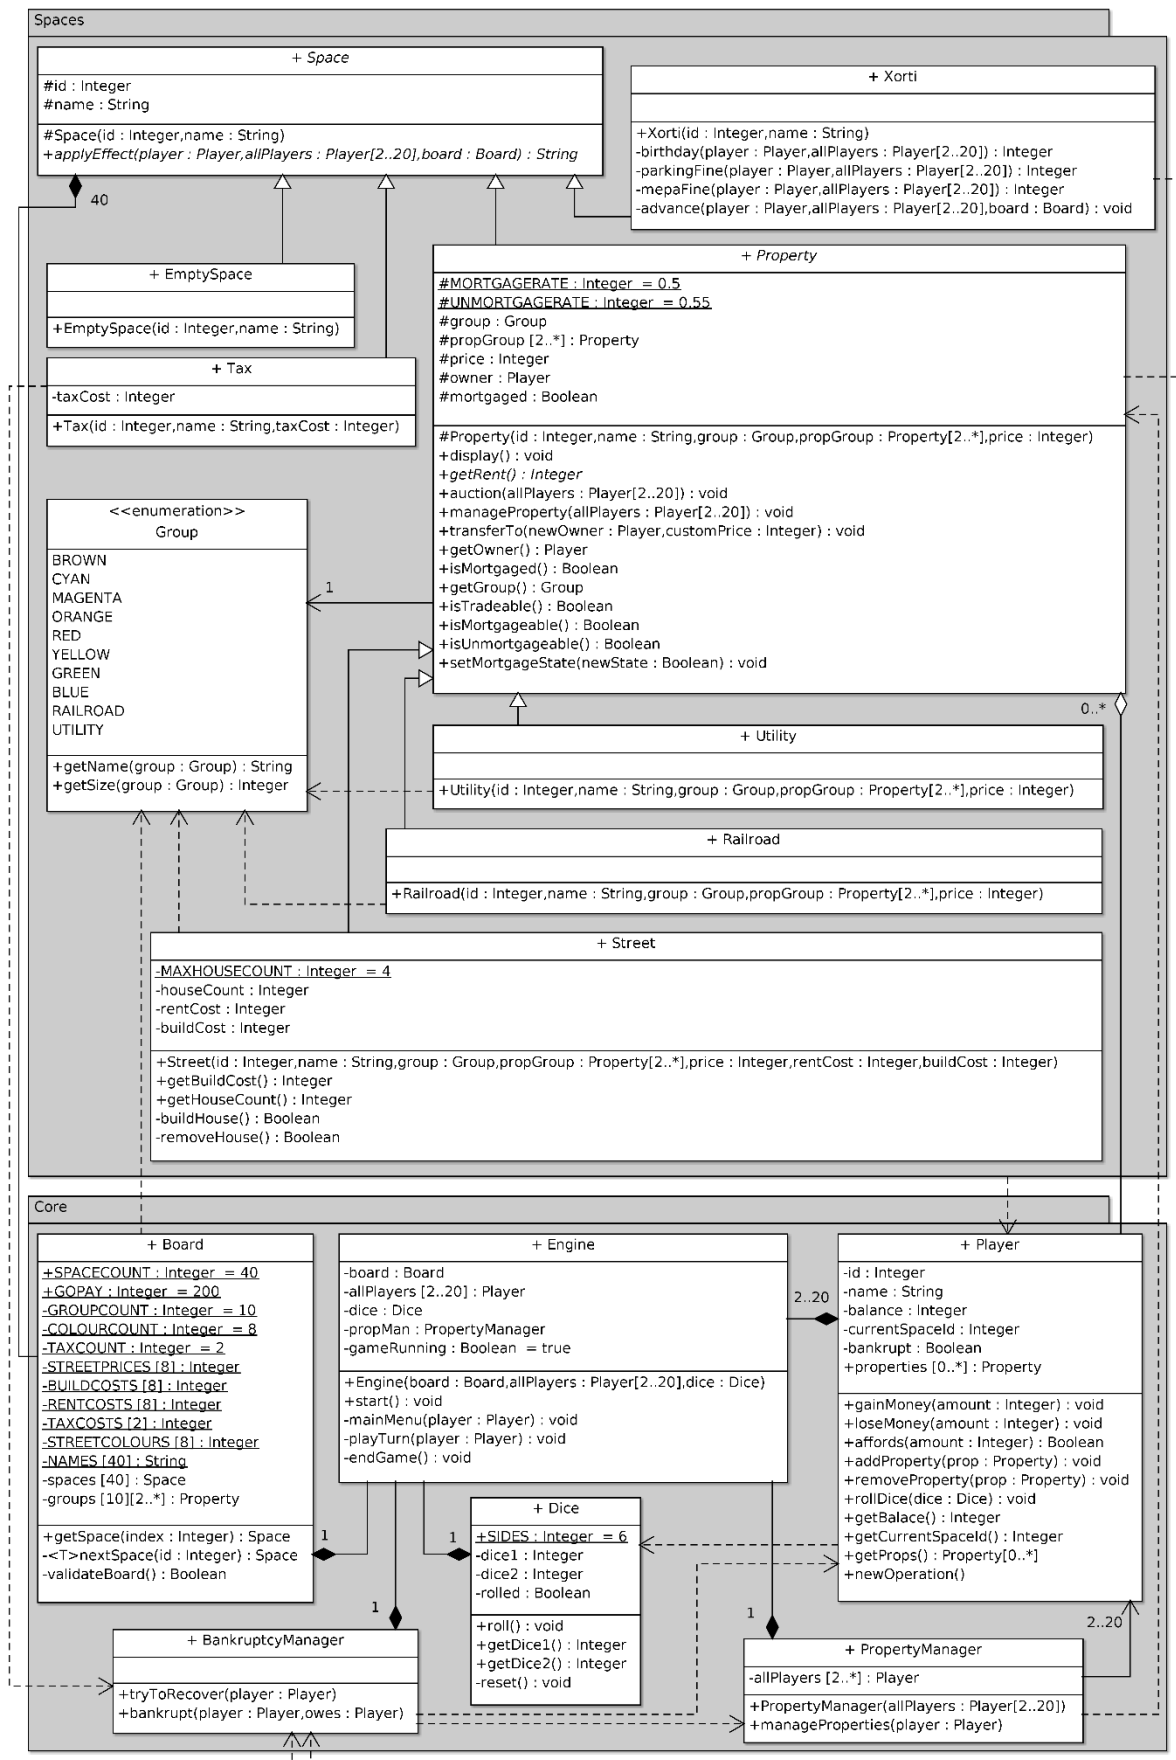 Spaces
+ Space
#id : Integer
#name : String
#Space(id : Integer,name : String)
+applyEffect(player : Player,allPlayers : Player[2..20],board : Board) : String
40
+ Xorti
+Xorti(id : Integer,name : String)
-birthday(player : Player,allPlayers : Player[2..20]) : Integer
-parkingFine(player : Player,allPlayers : Player[2..20]) : Integer
-mepaFine(player : Player,allPlayers : Player[2..20]) : Integer
-advance(player : Player,allPlayers : Player[2..20],board : Board) : void
+ EmptySpace
+EmptySpace(id : Integer,name : String)
+ Tax
-taxCost : Integer
+Tax(id : Integer,name : String,taxCost : Integer)
+ Property
#MORTGAGERATE : Integer = 0.5
#UNMORTGAGERATE : Integer = 0.55
#group : Group
#propGroup [2..*] : Property
#price : Integer
#owner : Player
#mortgaged : Boolean
#Property(id : Integer,name : String,group : Group,propGroup : Property[2..*],price : Integer)
+display() : void
+getRent() : Integer
+auction(allPlayers : Player[2..20]) : void
+manageProperty(allPlayers : Player[2..20]) : void
+transferTo(newOwner : Player,customPrice : Integer) : void
+getOwner() : Player
+isMortgaged() : Boolean
+getGroup() : Group
+isTradeable() : Boolean
+isMortgageable() : Boolean
+isUnmortgageable() : Boolean
+setMortgageState(newState : Boolean) : void
<<enumeration>>
Group
BROWN
CYAN
MAGENTA
ORANGE
RED
YELLOW
GREEN
BLUE
RAILROAD
UTILITY
+getName(group : Group) : String
+getSize(group : Group) : Integer
1
0..*
+ Utility
+Utility(id : Integer,name : String,group : Group,propGroup : Property[2..*],price : Integer)
+ Railroad
+Railroad(id : Integer,name : String,group : Group,propGroup : Property[2..*],price : Integer)
+ Street
-MAXHOUSECOUNT : Integer = 4
-houseCount : Integer
-rentCost : Integer
-buildCost : Integer
+Street(id : Integer,name : String,group : Group,propGroup : Property[2..*],price : Integer,rentCost : Integer,buildCost : Integer)
+getBuildCost() : Integer
+getHouseCount() : Integer
-buildHouse() : Boolean
-removeHouse() : Boolean
Core
+ Board
+SPACECOUNT : Integer = 40
+GOPAY : Integer = 200
-GROUPCOUNT : Integer = 10
-COLOURCOUNT : Integer = 8
-TAXCOUNT : Integer = 2
-STREETPRICES [8] : Integer
-BUILDCOSTS [8] : Integer
-RENTCOSTS [8] : Integer
-TAXCOSTS [2] : Integer
-STREETCOLOURS [8] : Integer
-NAMES [40] : String
-spaces [40] : Space
-groups [10][2..*] : Property
+getSpace(index : Integer) : Space
-<T>nextSpace(id : Integer) : Space
-validateBoard() : Boolean
1
+ Engine
-board : Board
-allPlayers [2..20] : Player
-dice : Dice
-propMan : PropertyManager
-gameRunning : Boolean = true
+Engine(board : Board,allPlayers : Player[2..20],dice : Dice)
+start() : void
-mainMenu(player : Player) : void
-playTurn(player : Player) : void
-endGame() : void
2..20
+ Player
-id : Integer
-name : String
-balance : Integer
-currentSpaceId : Integer
-bankrupt : Boolean
+properties [0..*] : Property
+gainMoney(amount : Integer) : void
+loseMoney(amount : Integer) : void
+affords(amount : Integer) : Boolean
+addProperty(prop : Property) : void
+removeProperty(prop : Property) : void
+rollDice(dice : Dice) : void
+getBalace() : Integer
+getCurrentSpaceId() : Integer
+getProps() : Property[0..*]
+newOperation()
1
+ Dice
+SIDES : Integer = 6
-dice1 : Integer
-dice2 : Integer
-rolled : Boolean
+roll() : void
+getDice1() : Integer
+getDice2() : Integer
-reset() : void
1
+ BankruptcyManager
+tryToRecover(player : Player)
+bankrupt(player : Player,owes : Player)
1
2..20
+ PropertyManager
-allPlayers [2..*] : Player
+PropertyManager(allPlayers : Player[2..20])
+manageProperties(player : Player)